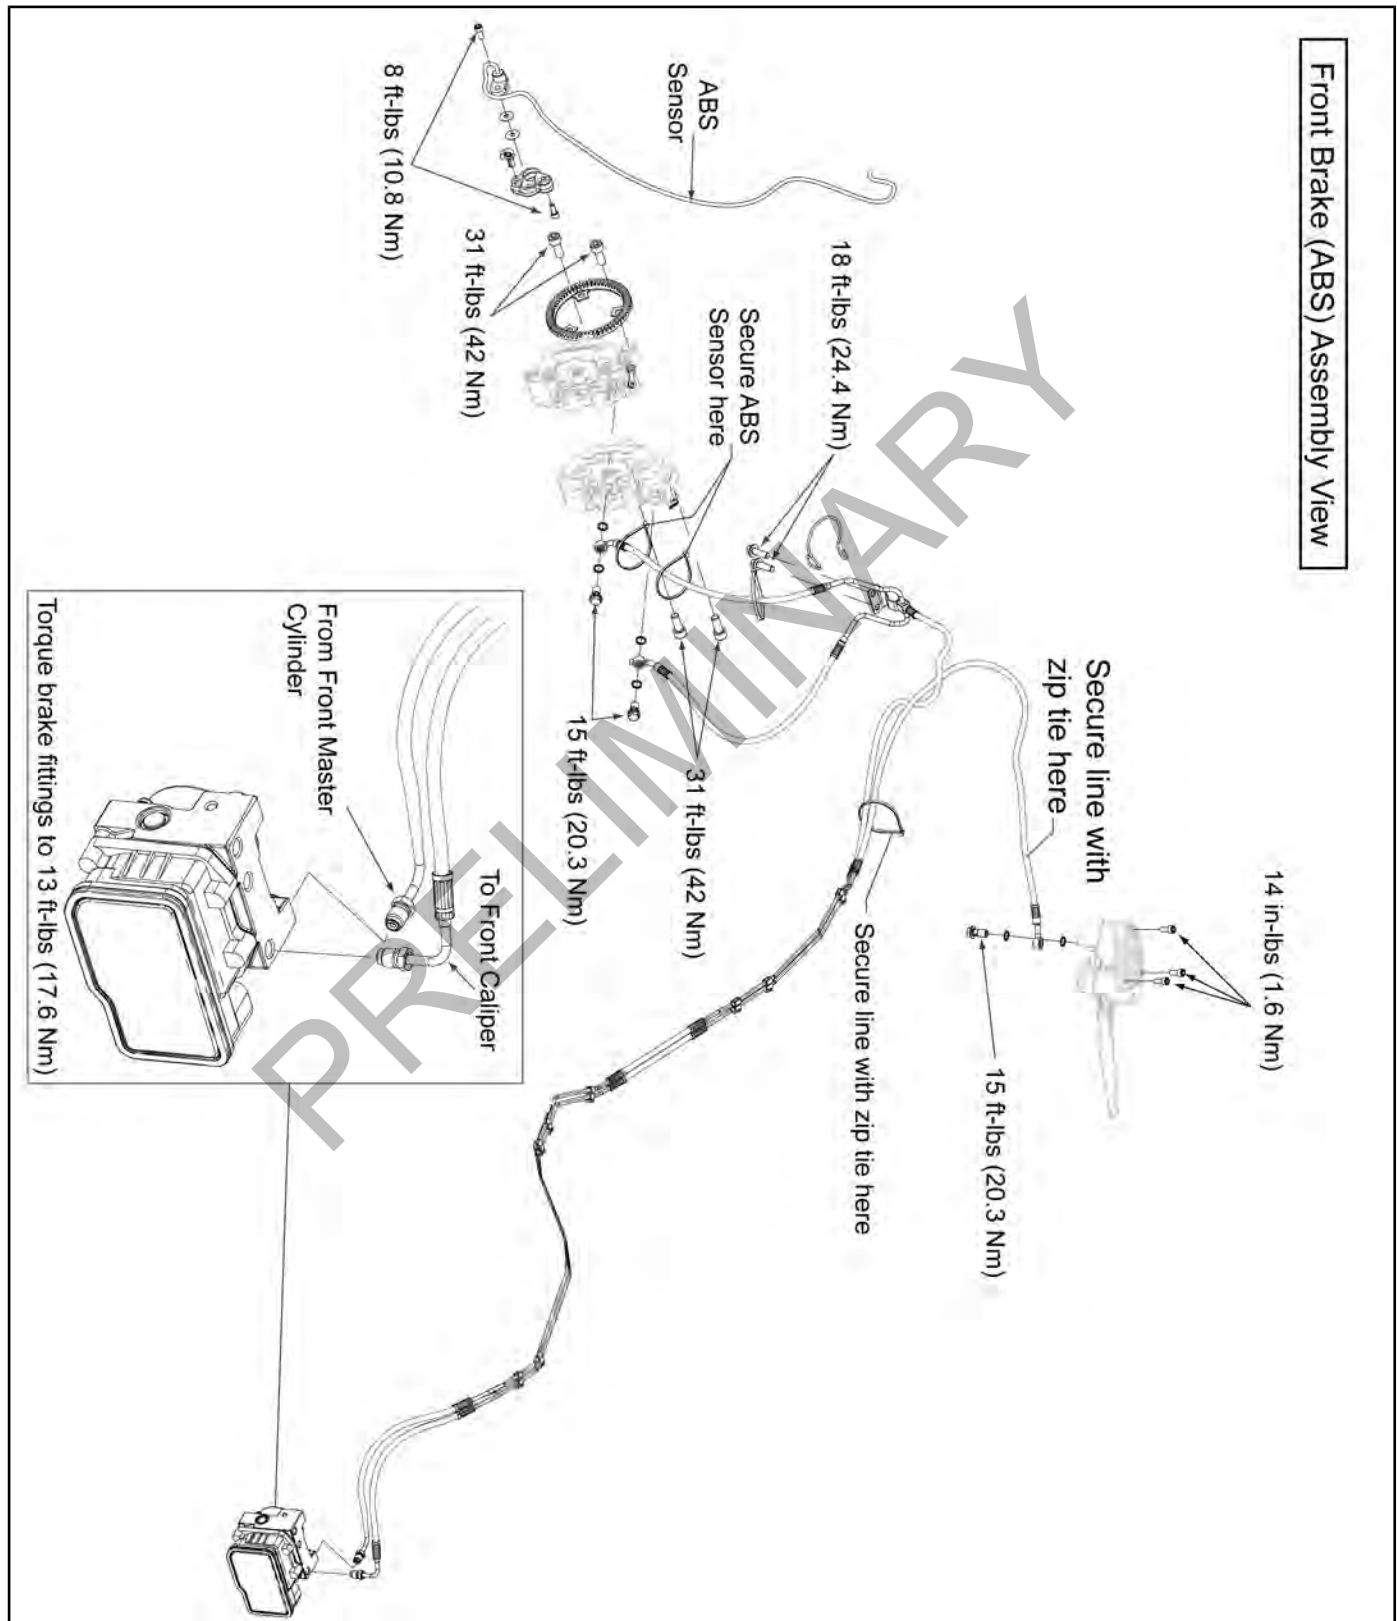 Front Brake (ABS) Assembly View
14 in-lbs (1.6 Nm)
15 ft-lbs (20.3 Nm)
Secure line with
zip tie here
Secure line with zip tie here
18 ft-lbs (24.4 Nm)
Secure ABS
Sensor here
31 ft-lbs (42 Nm)
15 ft-lbs (20.3 Nm)
ABS
Sensor
31 ft-lbs (42 Nm)
8 ft-lbs (10.8 Nm)
To Front Caliper
From Front Master
Cylinder
Torque brake fittings to 13 ft-lbs (17.6 Nm)
PRELIMINARY